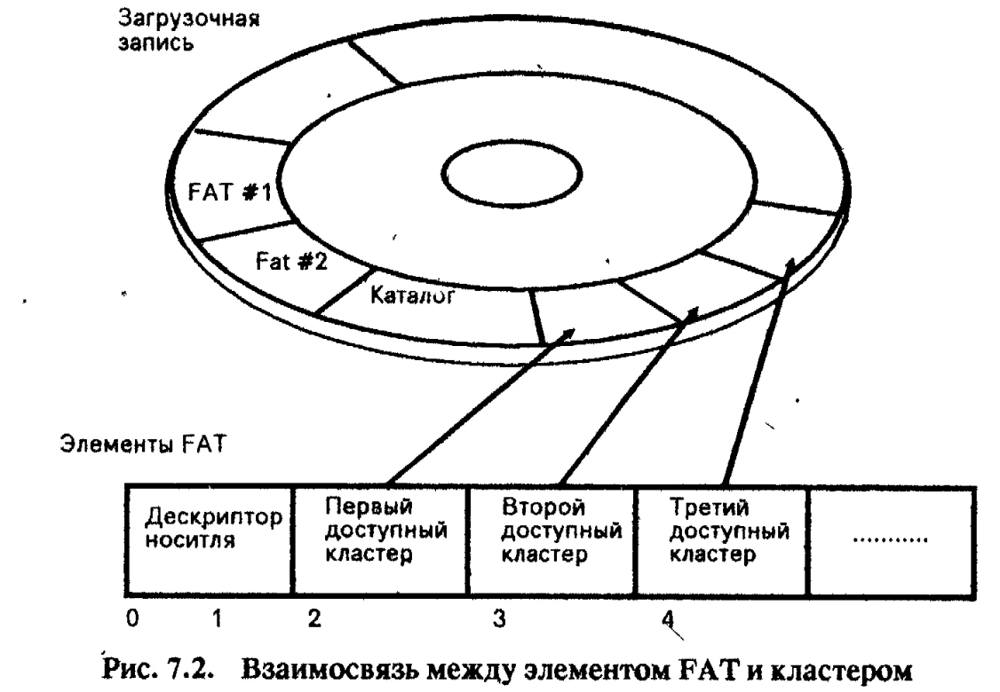 Загрузочная
запись
FAT #1
Fat #2
Каталог
Элементы FAT
Дескриптор
носитля
Первый
доступный
кластер
Второй
доступный
кластер
Третий
доступный
кластер
...........
0 1 2 3 4
Рис. 7.2. Взаимосвязь между элементом FAT и кластером